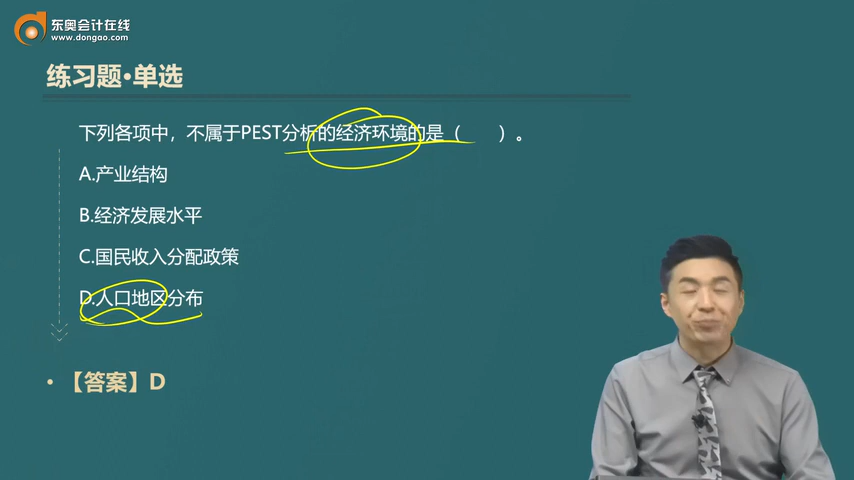 东奥会计在线
www.dongao.com
练习题•单选
下列各项中，不属于PEST分析的经济环境的是（　　）。
A.产业结构
B.经济发展水平
C.国民收入分配政策
D.人口地区分布
•【答案】D